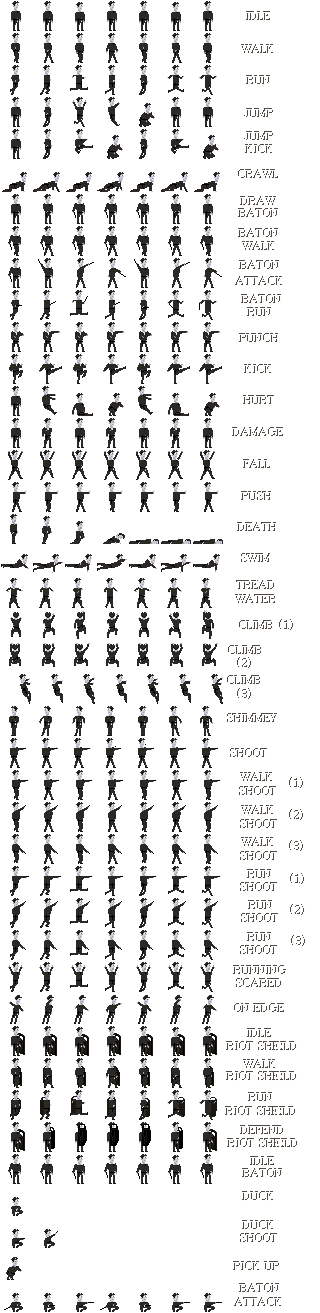 IDLE
WALK
RUN
JUMP
JUMP
KICK
CRAWL
DRAW
BATON
BATON
WALK
BATON
ATTACK
BATON
RUN
PUNCH
KICK
HURT
DAMAGE
FALL
PUSH
DEATH
SWIM
TREAD
WATER
CLIMB (1)
CLIMB
(2)
CLIMB
(3)
SHIMMEY
SHOOT
WALK (1)
SHOOT
WALK (2)
SHOOT
WALK (3)
SHOOT
RUN (1)
SHOOT
RUN (2)
SHOOT
RUN (3)
SHOOT
RUNNING
SCARED
ON EDGE
IDLE
RIOT SHEILD
WALK
RIOT SHEILD
RUN
RIOT SHEILD
DEFEND
RIOT SHEILD
IDLE
BATON
DUCK
DUCK
SHOOT
PICK UP
BATON
ATTACK